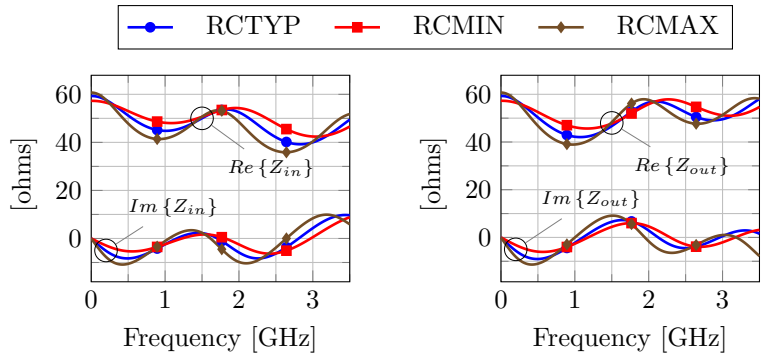 RCTYP RCMIN RCMAX
60
40
20
0
[ohms]
Re {Z_in}
Im {Z_in}
0 1 2 3
Frequency [GHz]
60
40
20
0
[ohms]
Re {Z_out}
Im {Z_out}
0 1 2 3
Frequency [GHz]